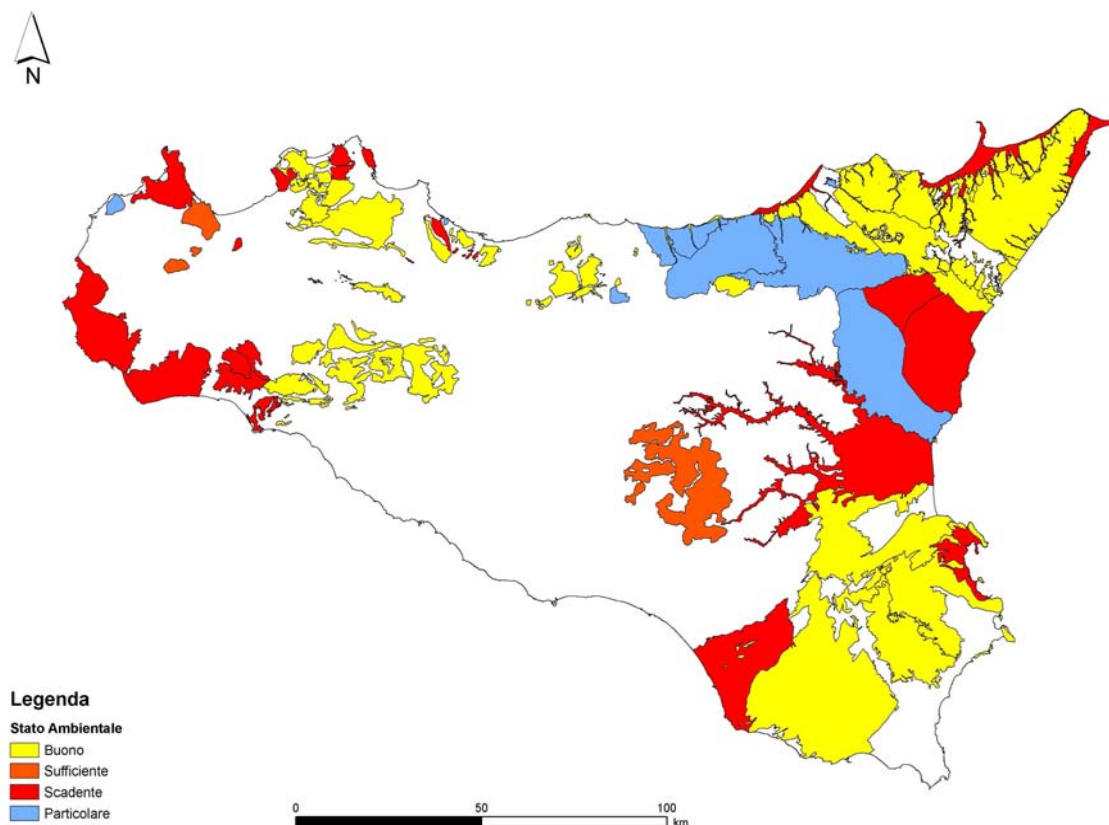 N
Legenda
Stato Ambientale
Buono
Sufficiente
Scadente
Particolare
0 50 100
km